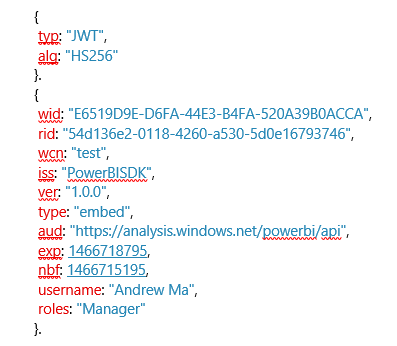 {
typ: "JWT",
alg: "HS256"
}.
{
wid: "E6519D9E-D6FA-44E3-B4FA-520A39B0ACCA",
rid: "54d136e2-0118-4260-a530-5d0e16793746",
wcn: "test",
iss: "PowerBISDK",
ver: "1.0.0",
type: "embed",
aud: "https://analysis.windows.net/powerbi/api",
exp: 1466718795,
nbf: 1466715195,
username: "Andrew Ma",
roles: "Manager"
}.